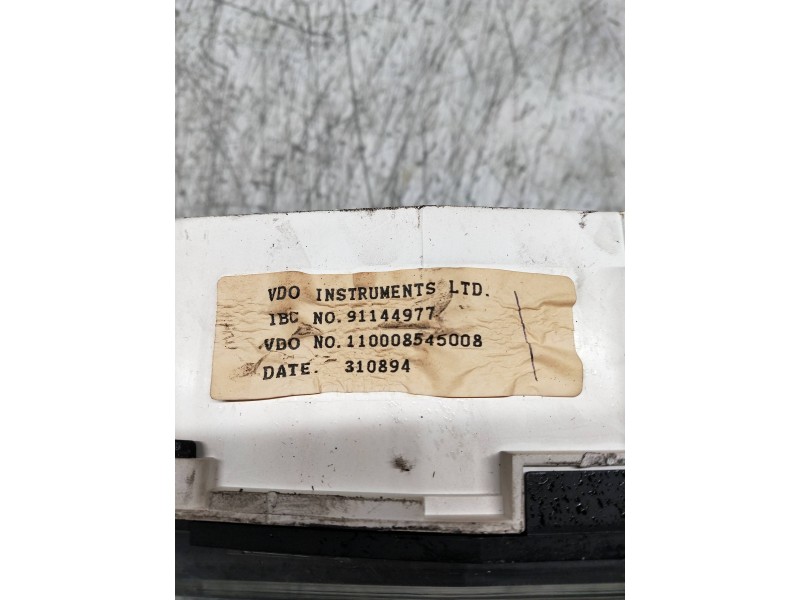 VDO INSTRUMENTS LTD.
IBC NO.91144977
VDO NO.110008545008
DATE. 310894